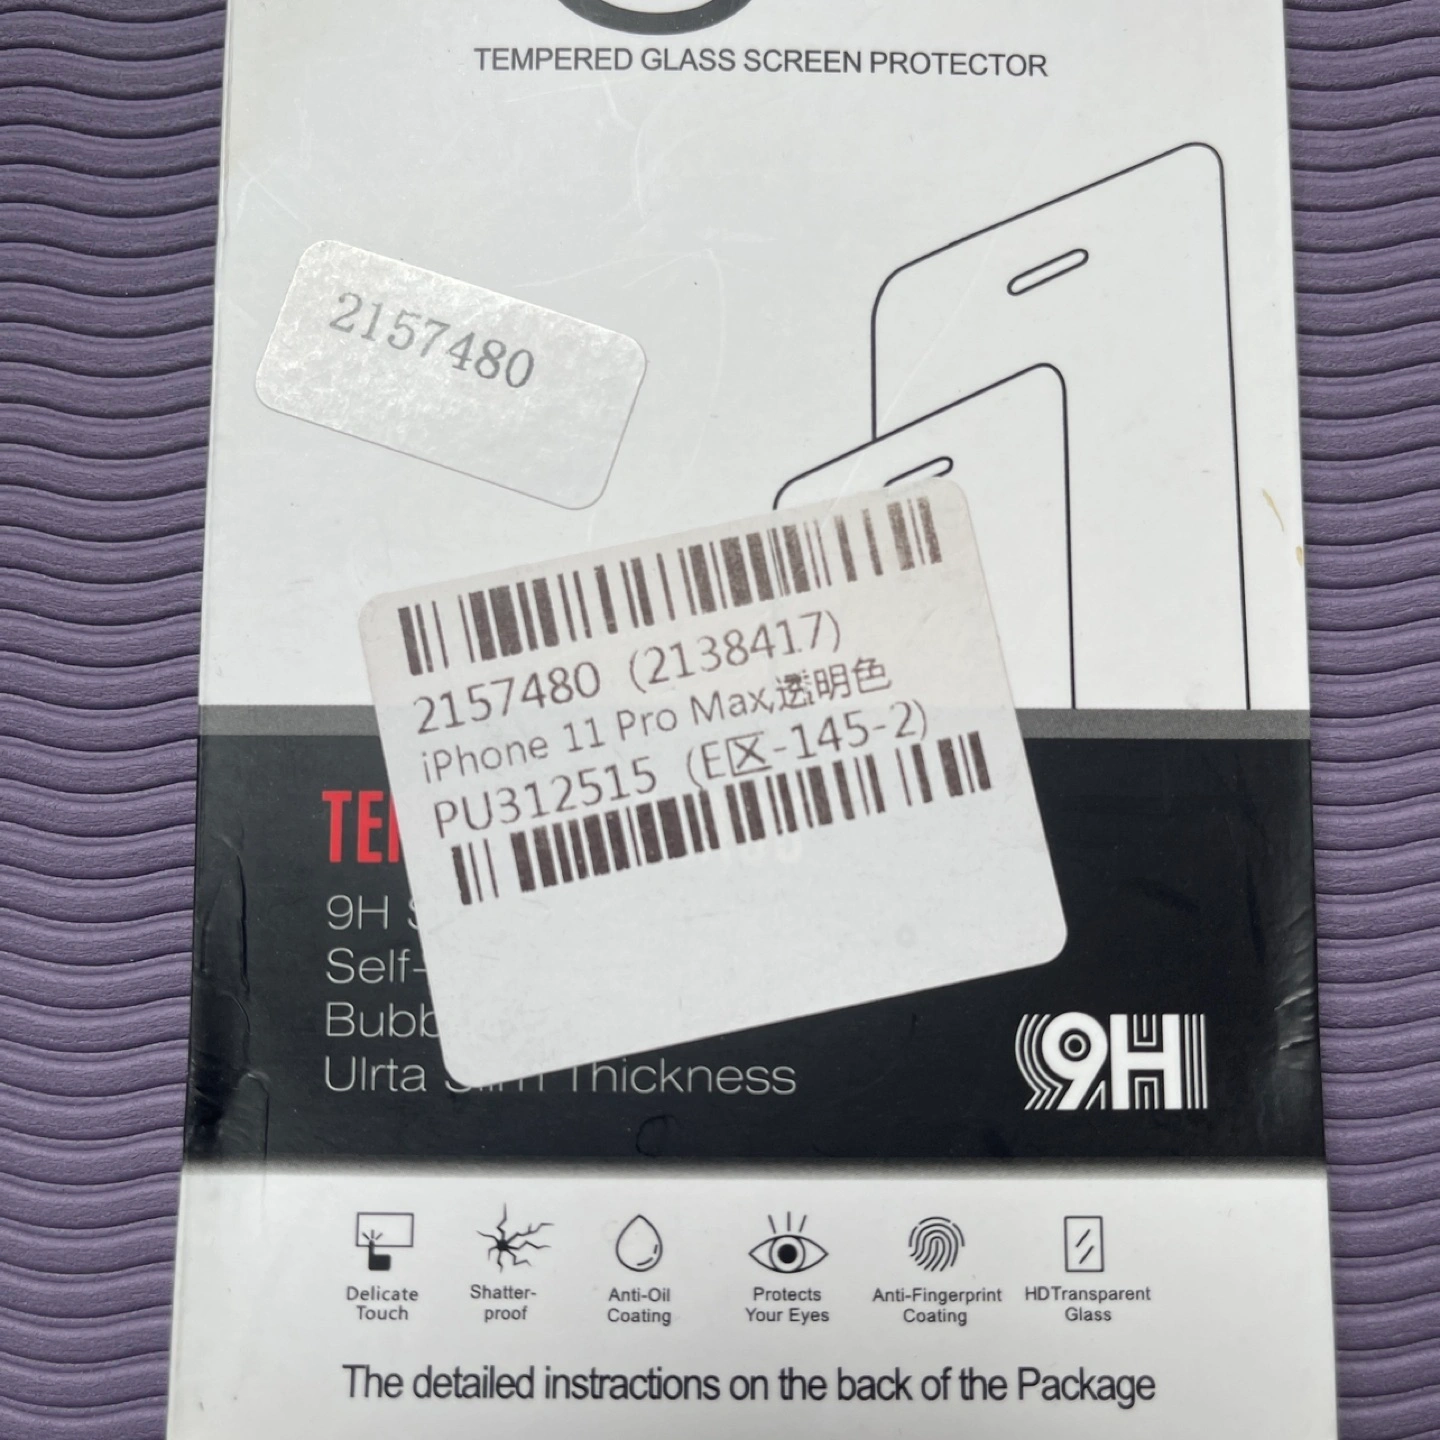 TEMPERED GLASS SCREEN PROTECTOR
2157480
2157480 (2138417)
iPhone 11 Pro Max,透明色
PU312515 (E区-145-2)
9H
Self-
Ulrta Slim Thickness
9H
Delicate Touch
Shatter-proof
Anti-Oil Coating
Protects Your Eyes
Anti-Fingerprint Coating
HDTransparent Glass
The detailed instractions on the back of the Package